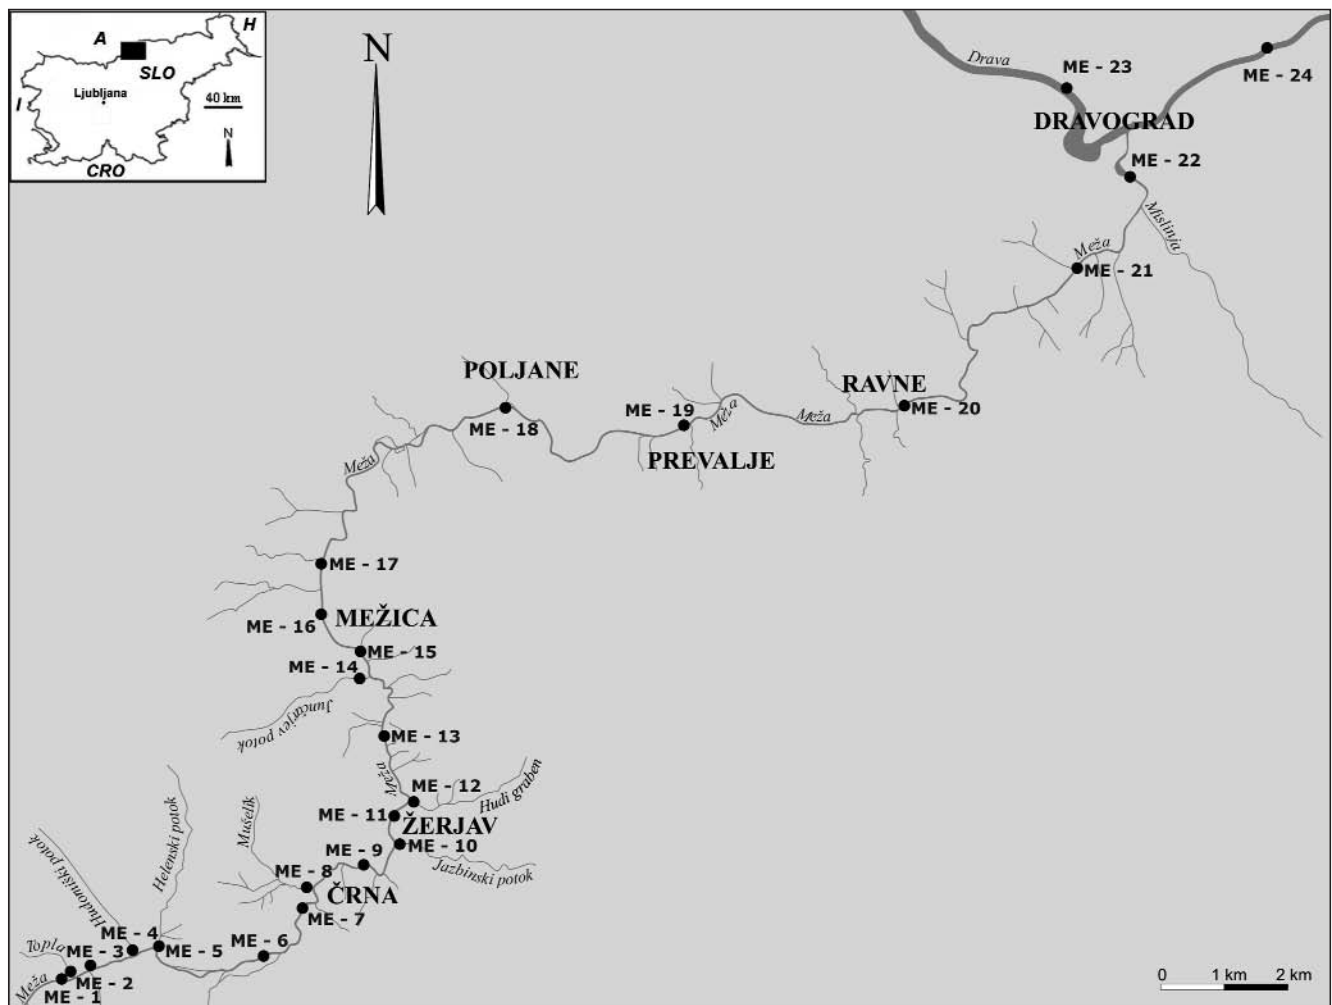 H
A
SLO
Ljubljana
I
40 km
N
CRO
N
Drava
ME - 23
ME - 24
DRAVOGRAD
ME - 22
Mislinja
Meža
ME - 21
POLJANE
RAVNE
ME - 19
Meža
Meža
ME - 20
ME - 18
PREVALJE
Meža
ME - 17
MEŽICA
ME - 16
ME - 15
ME - 14
Junčarjev potok
ME - 13
Meža
ME - 12
Hudi graben
ME - 11
ŽERJAV
Mušelik
Helenski potok
ME - 10
ME - 9
Jazbinski potok
ME - 8
ČRNA
Hudomiški potok
ME - 7
ME - 4
Topla
ME - 3
ME - 5
ME - 6
ME - 2
Meža
ME - 1
0 1 km 2 km